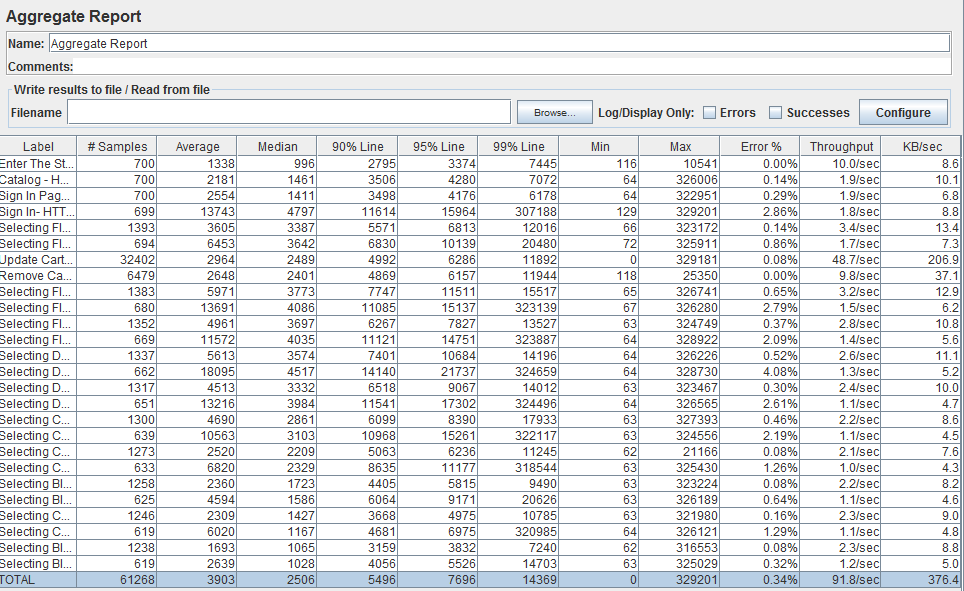 Aggregate Report
Name: Aggregate Report
Comments:
Write results to file / Read from file
Filename Browse... Log/Display Only: Errors Successes Configure
Label # Samples Average Median 90% Line 95% Line 99% Line Min Max Error % Throughput KB/sec
Enter The St... 700 1338 996 2795 3374 7445 116 10541 0.00% 10.0/sec 8.6
Catalog - H... 700 2181 1461 3506 4280 7072 64 326006 0.14% 1.9/sec 10.1
Sign In Pag... 700 2554 1411 3498 4176 6178 64 322951 0.29% 1.9/sec 6.8
Sign In- HTT... 699 13743 4797 11614 15964 307188 129 329201 2.86% 1.8/sec 8.8
Selecting FI... 1393 3605 3387 5571 6813 12016 66 323172 0.14% 3.4/sec 13.4
Selecting FI... 694 6453 3642 6830 10139 20480 72 325911 0.86% 1.7/sec 7.3
Update Cart... 32402 2964 2489 4992 6286 11892 0 329181 0.08% 48.7/sec 206.9
Remove Ca... 6479 2648 2401 4869 6157 11944 118 25350 0.00% 9.8/sec 37.1
Selecting FI... 1383 5971 3773 7747 11511 15517 65 326741 0.65% 3.2/sec 12.9
Selecting FI... 680 13691 4086 11085 15137 323139 67 326280 2.79% 1.5/sec 6.2
Selecting FI... 1352 4961 3697 6267 7827 13527 63 324749 0.37% 2.8/sec 10.8
Selecting FI... 669 11572 4035 11121 14751 323887 64 328922 2.09% 1.4/sec 5.6
Selecting D... 1337 5613 3574 7401 10684 14196 64 326226 0.52% 2.6/sec 11.1
Selecting D... 662 18095 4517 14140 21737 324659 64 328730 4.08% 1.3/sec 5.2
Selecting D... 1317 4513 3332 6518 9067 14012 63 323467 0.30% 2.4/sec 10.0
Selecting D... 651 13216 3984 11541 17302 324496 64 326565 2.61% 1.1/sec 4.7
Selecting C... 1300 4690 2861 6099 8390 17933 63 327393 0.46% 2.2/sec 8.6
Selecting C... 639 10563 3103 10968 15261 322117 63 324556 2.19% 1.1/sec 4.5
Selecting C... 1273 2520 2209 5063 6236 11245 62 21166 0.08% 2.1/sec 7.6
Selecting C... 633 6820 2329 8635 11177 318544 63 325430 1.26% 1.0/sec 4.3
Selecting BI... 1258 2360 1723 4405 5815 9490 63 323224 0.08% 2.2/sec 8.2
Selecting BI... 625 4594 1586 6064 9171 20626 63 326189 0.64% 1.1/sec 4.6
Selecting C... 1246 2309 1427 3668 4975 10785 63 321980 0.16% 2.3/sec 9.0
Selecting C... 619 6020 1167 4681 6975 320985 64 326121 1.29% 1.1/sec 4.8
Selecting BI... 1238 1693 1065 3159 3832 7240 62 316553 0.08% 2.3/sec 8.8
Selecting BI... 619 2639 1028 4056 5526 14703 63 325029 0.32% 1.2/sec 5.0
TOTAL 61268 3903 2506 5496 7696 14369 0 329201 0.34% 91.8/sec 376.4